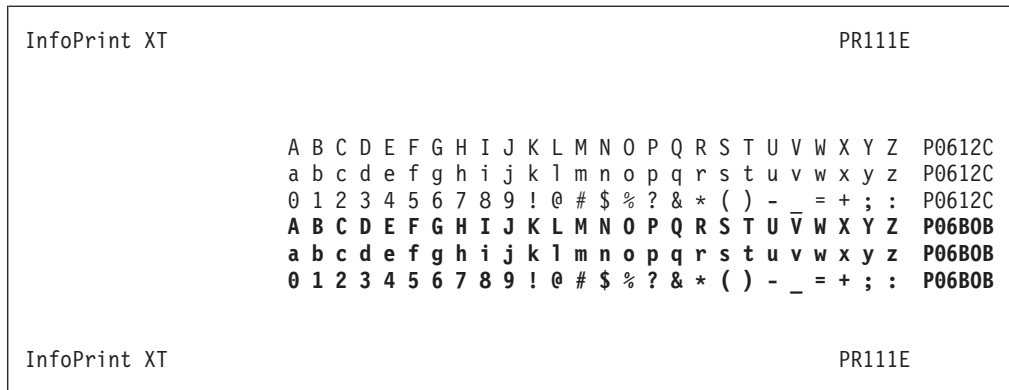 InfoPrint XT PR111E
A B C D E F G H I J K L M N O P Q R S T U V W X Y Z P0612C
a b c d e f g h i j k l m n o p q r s t u v w x y z P0612C
0 1 2 3 4 5 6 7 8 9 ! @ # $ % ? & * ( ) - _ = + ; : P0612C
A B C D E F G H I J K L M N O P Q R S T U V W X Y Z P06BOB
a b c d e f g h i j k l m n o p q r s t u v w x y z P06BOB
0 1 2 3 4 5 6 7 8 9 ! @ # $ % ? & * ( ) - _ = + ; : P06BOB
InfoPrint XT PR111E